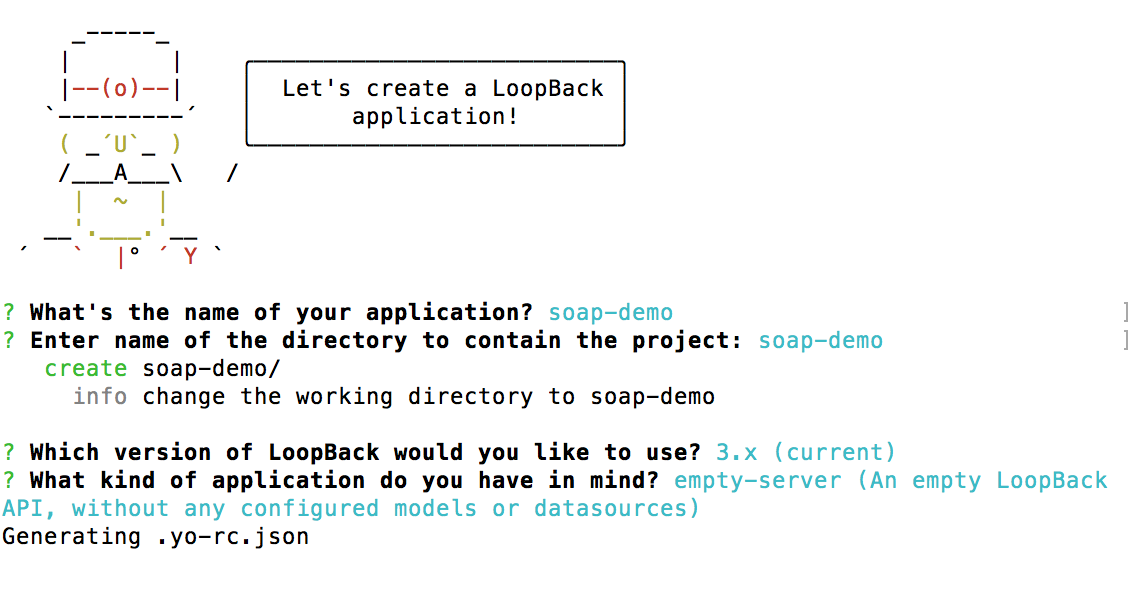 Let's create a LoopBack
application!
? What's the name of your application? soap-demo
? Enter name of the directory to contain the project: soap-demo
create soap-demo/
info change the working directory to soap-demo
? Which version of LoopBack would you like to use? 3.x (current)
? What kind of application do you have in mind? empty-server (An empty LoopBack
API, without any configured models or datasources)
Generating .yo-rc.json